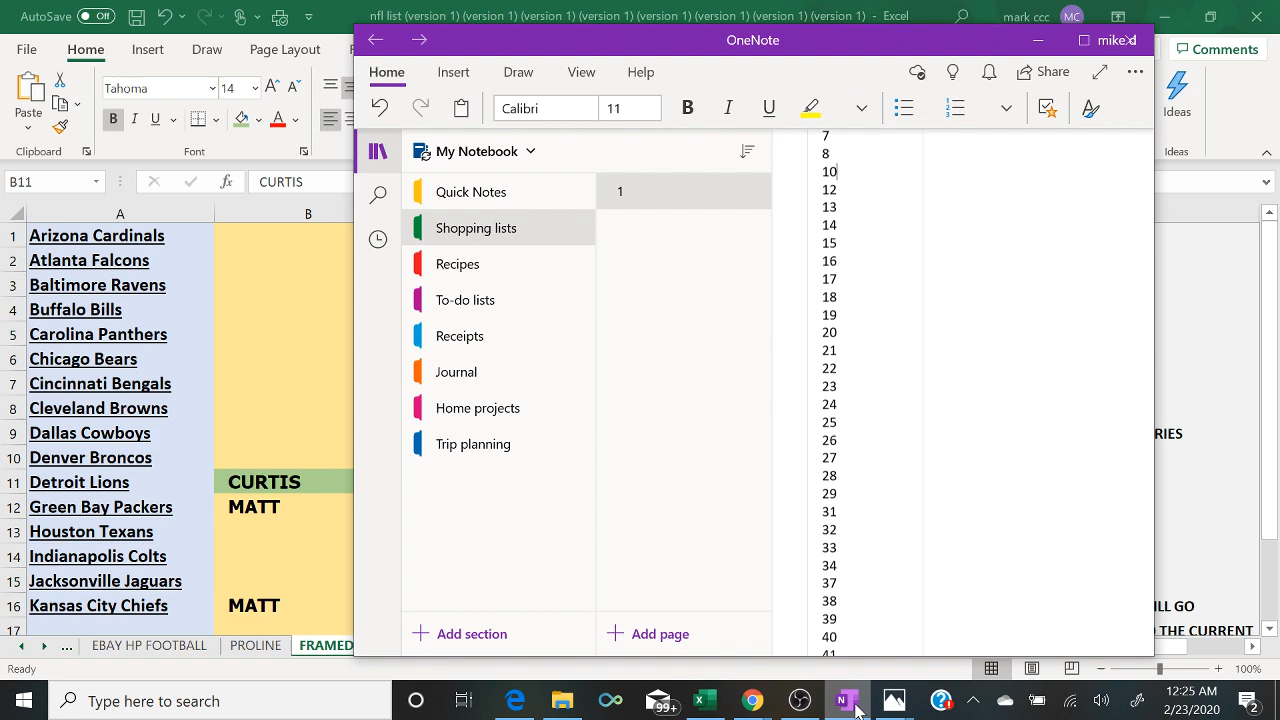 AutoSave Off nfl list (version 1) (version 1) (version 1) (version 1) (version 1) - Excel mark ccc MC
File Home Insert Draw Page Layout Comments
Paste Tahoma 14 B I U A Ideas
Clipboard Font Ideas
B11 fx CURTIS
A B
1 Arizona Cardinals
2 Atlanta Falcons
3 Baltimore Ravens
4 Buffalo Bills
5 Carolina Panthers
6 Chicago Bears
7 Cincinnati Bengals
8 Cleveland Browns
9 Dallas Cowboys RIES
10 Denver Broncos
11 Detroit Lions CURTIS
12 Green Bay Packers MATT
13 Houston Texans
14 Indianapolis Colts
15 Jacksonville Jaguars
16 Kansas City Chiefs MATT ILL GO
17 THE CURRENT
... EBAY HP FOOTBALL PROLINE FRAMED
Ready 100%
OneNote mike d
Home Insert Draw View Help Share
Calibri 11 B I U
My Notebook
Quick Notes
Shopping lists
Recipes
To-do lists
Receipts
Journal
Home projects
Trip planning
Add section
1
Add page
7
8
10
12
13
14
15
16
17
18
19
20
21
22
23
24
25
26
27
28
29
31
32
33
34
37
38
39
40
41
Type here to search 99+ N 12:25 AM
2/23/2020 2